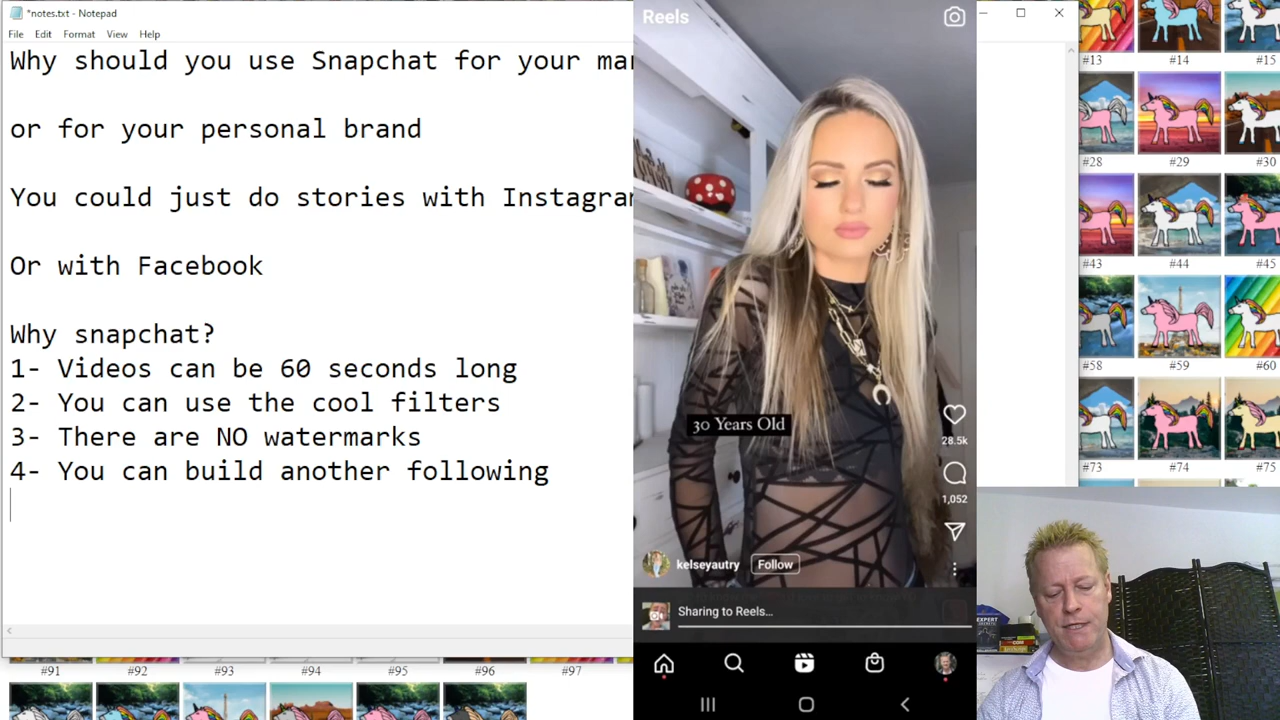 *notes.txt - Notepad
File Edit Format View Help
Why should you use Snapchat for your
or for your personal brand
You could just do stories with
Or with Facebook
Why snapchat?
1- Videos can be 60 seconds long
2- You can use the cool filters
3- There are NO watermarks
4- You can build another following
Reels
30 Years Old
28.5k
1,052
kelseyautry Follow
Sharing to Reels...
#13 #14 #15
#28 #29 #30
#43 #44 #45
#58 #59 #60
#73 #74 #75
#91 #92 #93 #94 #95 #96 #97
EXPERT